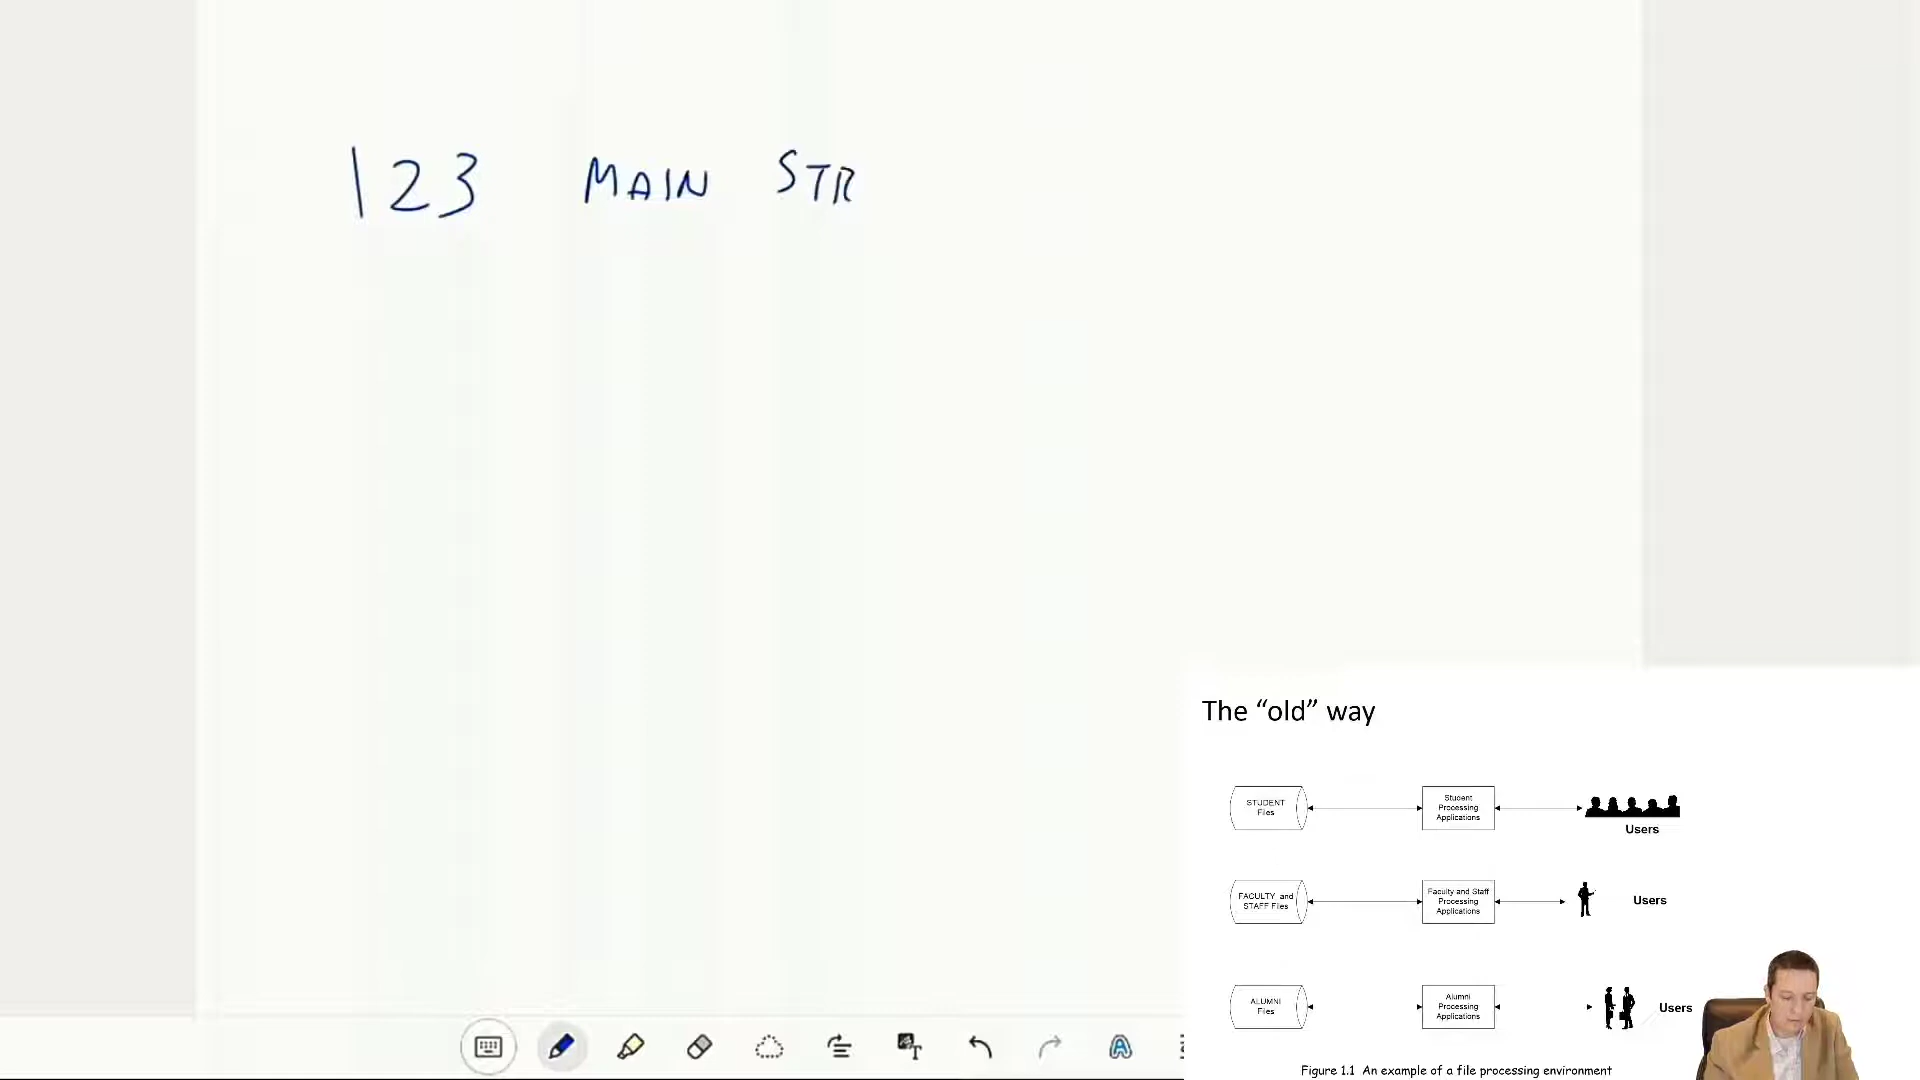 123 MAIN STR
The “old” way
STUDENT
Files
Student
Processing
Applications
Users
FACULTY and
STAFF Files
Faculty and Staff
Processing
Applications
Users
ALUMNI
Files
Alumni
Processing
Applications
Users
Figure 1.1 An example of a file processing environment